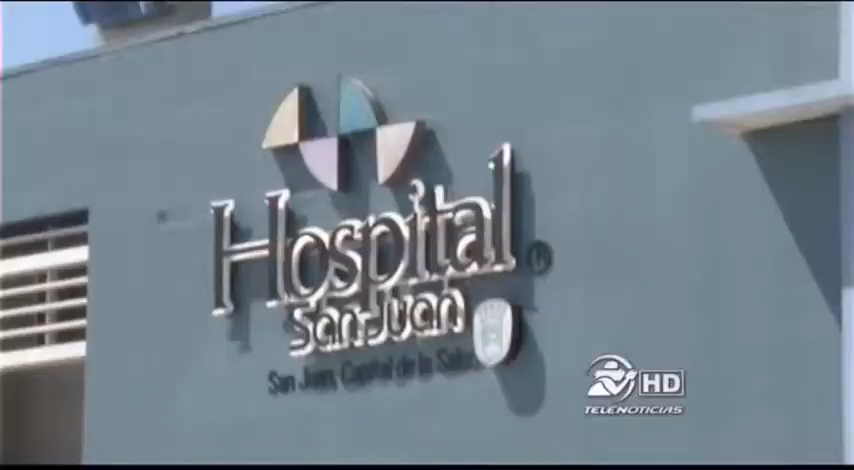 Hospital
San Juan
San Juan, Capital de la Salud
HD
TELENOTICIAS